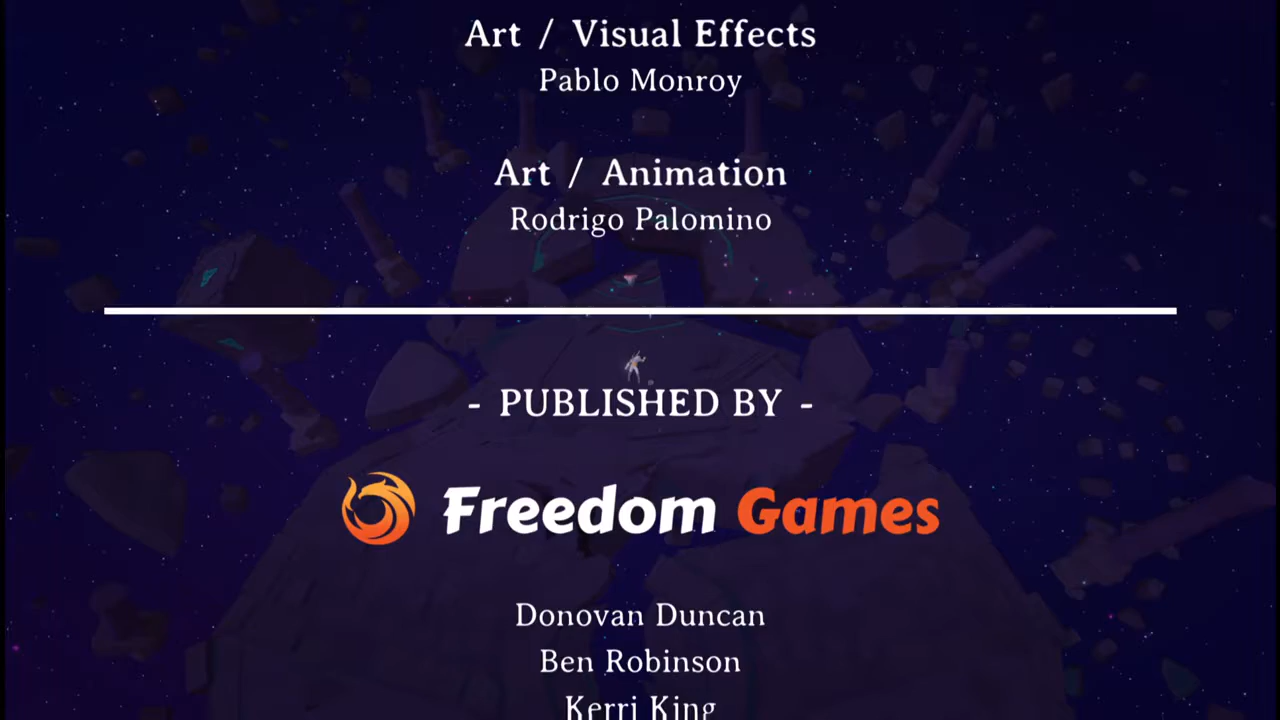 Art / Visual Effects
Pablo Monroy
Art / Animation
Rodrigo Palomino
- PUBLISHED BY -
Freedom Games
Donovan Duncan
Ben Robinson
Kerri King